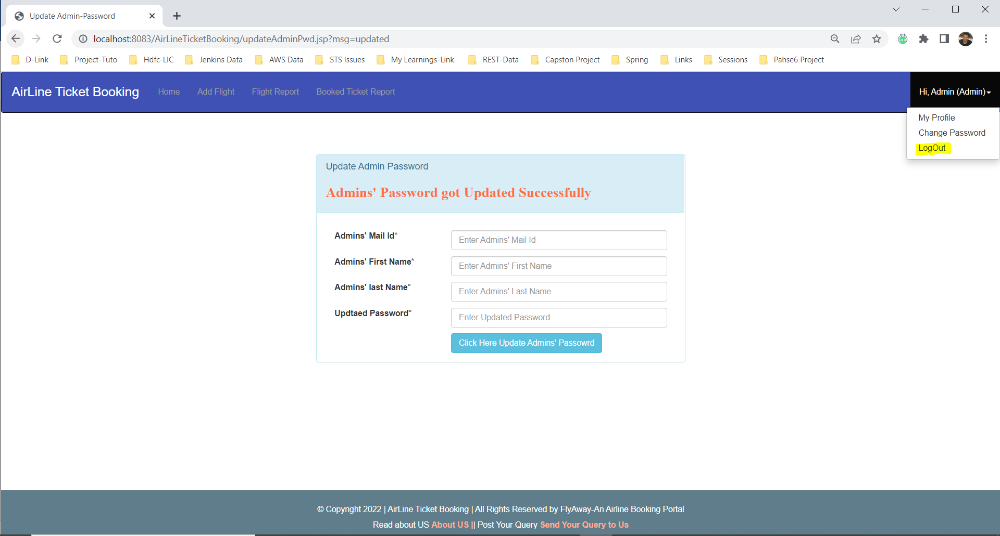 Update Admin-Password
localhost:8083/AirLineTicketBooking/updateAdminPwd.jsp?msg=updated
D-Link Project-Tuto Hdfc-LIC Jenkins Data AWS Data STS Issues My Learnings-Link REST-Data Capston Project Spring Links Sessions Pahse6 Project
AirLine Ticket Booking Home Add Flight Flight Report Booked Ticket Report Hi, Admin (Admin)
My Profile
Change Password
LogOut
Update Admin Password
Admins' Password got Updated Successfully
Admins' Mail Id* Enter Admins' Mail Id
Admins' First Name* Enter Admins' First Name
Admins' last Name* Enter Admins' Last Name
Updtaed Password* Enter Updated Password
Click Here Update Admins' Passowrd
© Copyright 2022 | AirLine Ticket Booking | All Rights Reserved by FlyAway-An Airline Booking Portal
Read about US About US || Post Your Query Send Your Query to Us